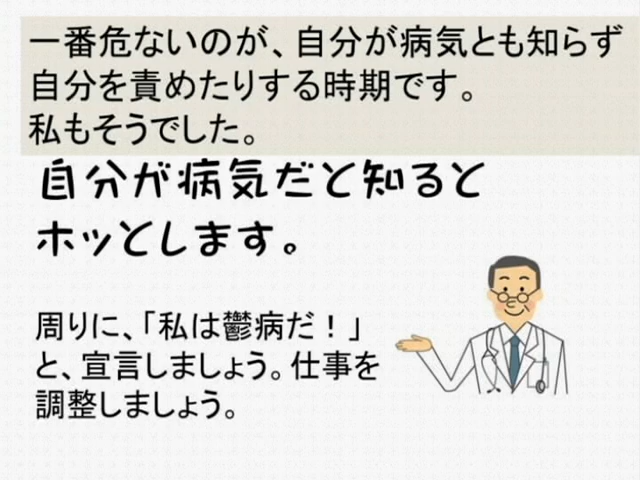 一番危ないのが、自分が病気とも知らず
自分を責めたりする時期です。
私もそうでした。
自分が病気だと知ると
ホッとします。
周りに、「私は鬱病だ！」
と、宣言しましょう。仕事を
調整しましょう。